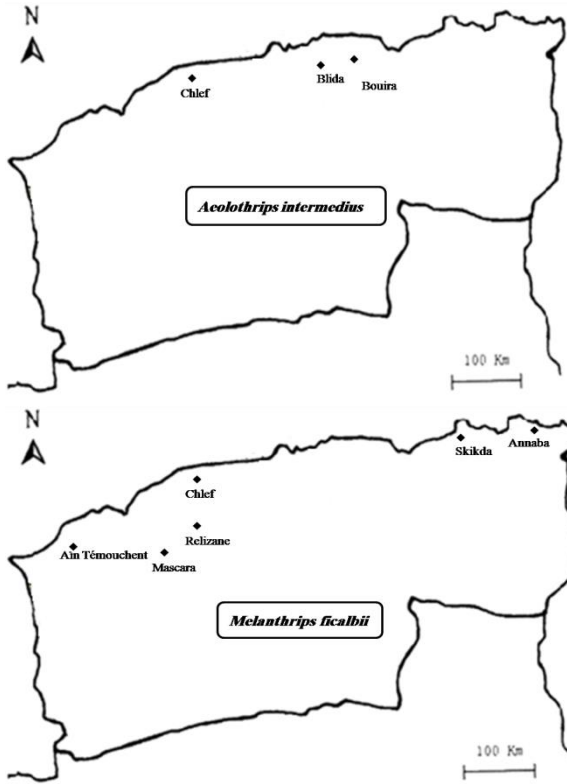 N
Chlef
Blida
Bouira
Aeolothrips intermedius
100 Km
N
Skikda
Annaba
Chlef
Relizane
Aïn Témouchent
Mascara
Melanthrips ficalbii
100 Km